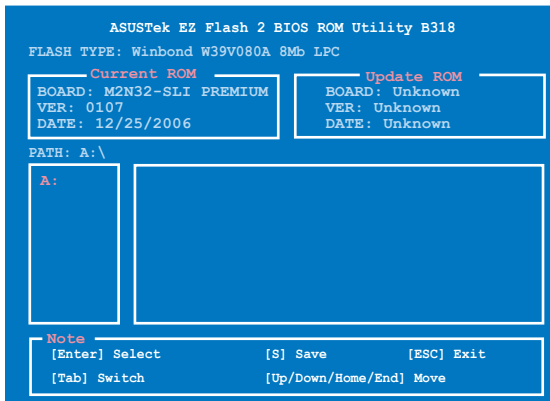 ASUSTek EZ Flash 2 BIOS ROM Utility B318
FLASH TYPE: Winbond W39V080A 8Mb LPC
Current ROM
BOARD: M2N32-SLI PREMIUM
VER: 0107
DATE: 12/25/2006
Update ROM
BOARD: Unknown
VER: Unknown
DATE: Unknown
PATH: A:\
A:
Note
[Enter] Select [S] Save [ESC] Exit
[Tab] Switch [Up/Down/Home/End] Move